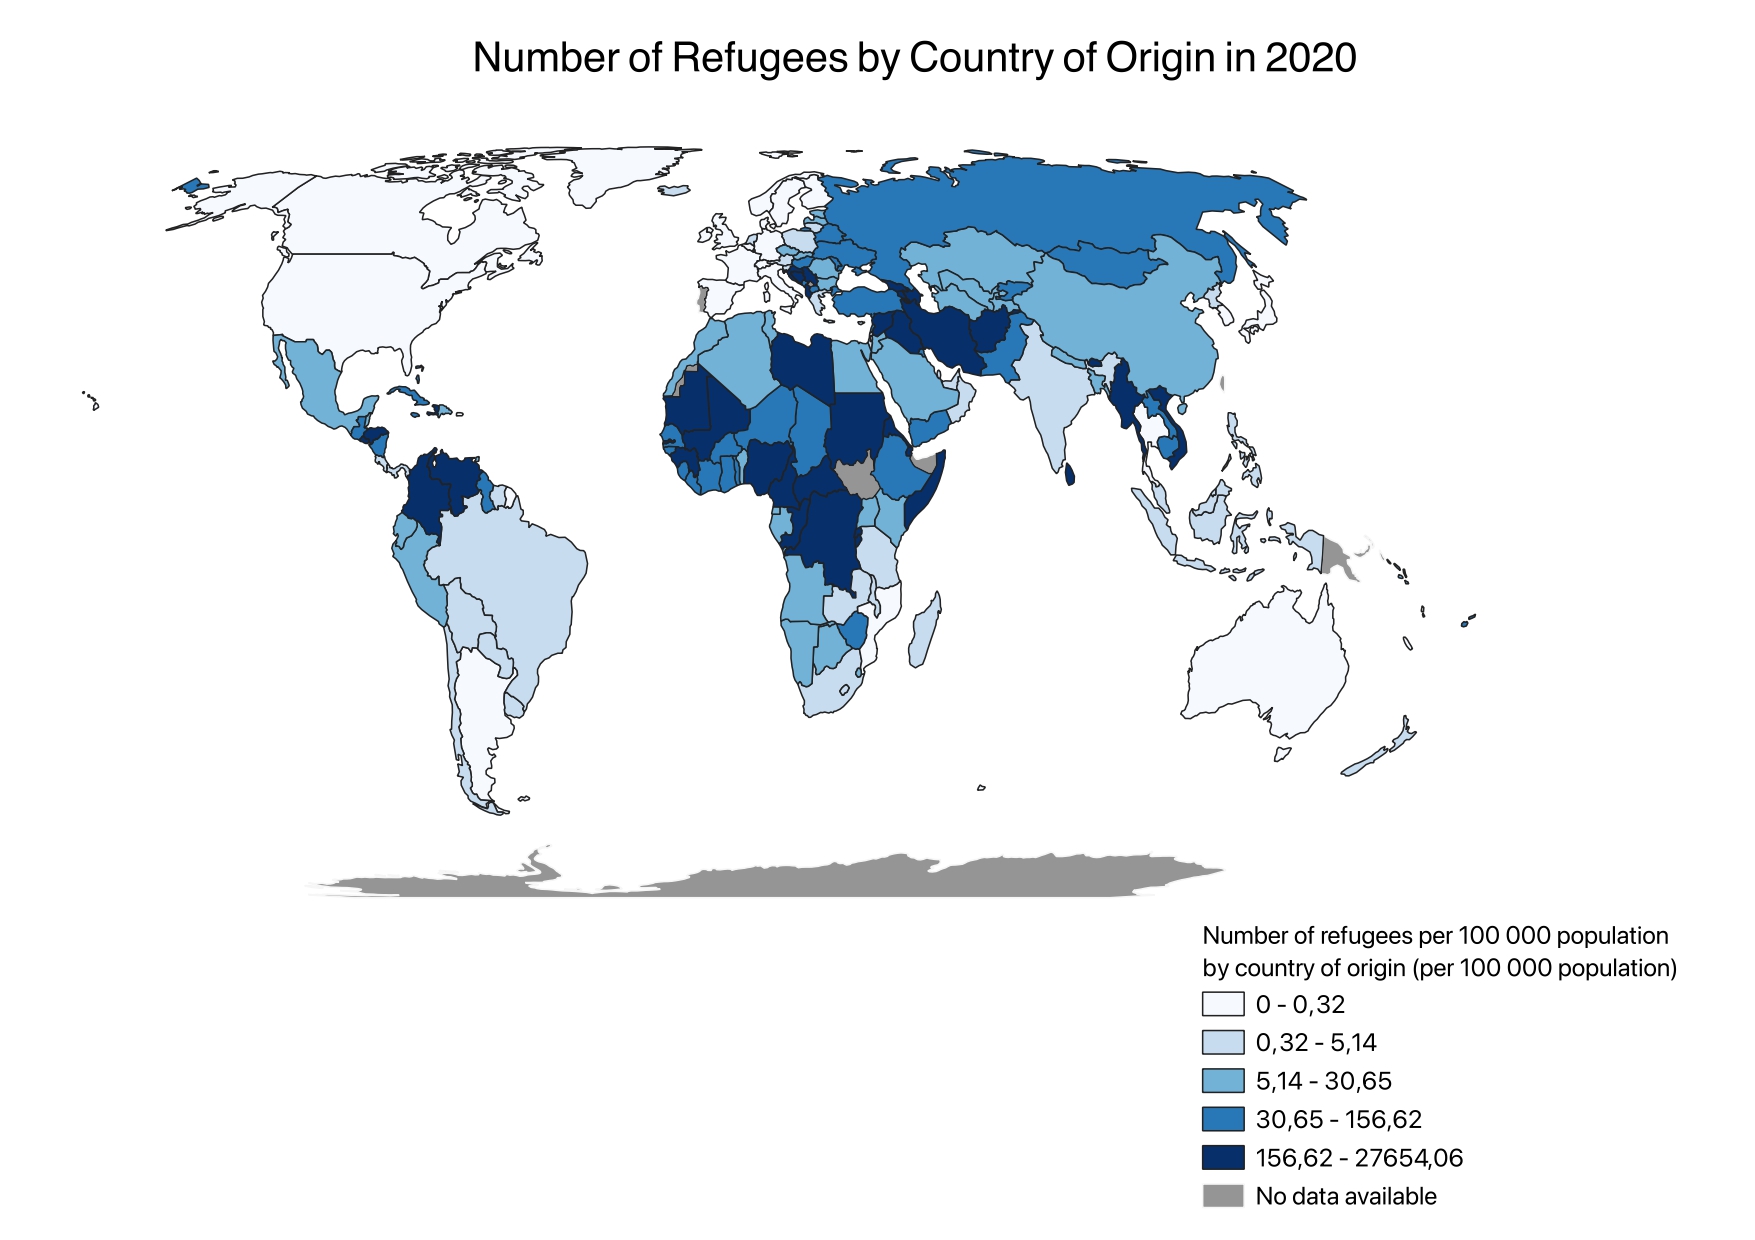 Number of Refugees by Country of Origin in 2020
Number of refugees per 100 000 population
by country of origin (per 100 000 population)
0 - 0,32
0,32 - 5,14
5,14 - 30,65
30,65 - 156,62
156,62 - 27654,06
No data available